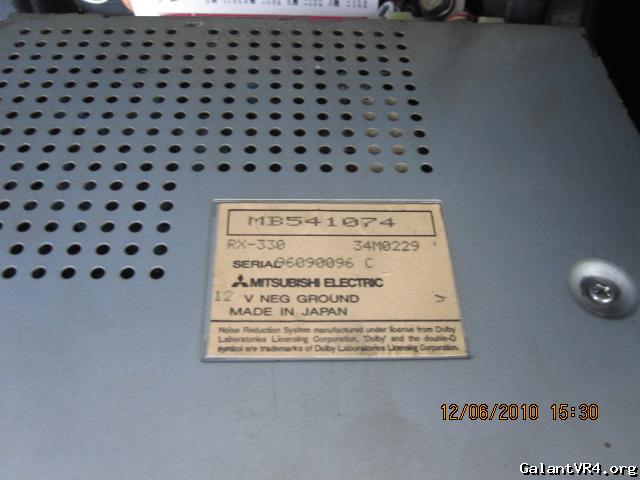 MB541074
RX-330 34M0229
SERIAL 96090096 C
MITSUBISHI ELECTRIC
12 V NEG GROUND
MADE IN JAPAN
Noise Reduction System manufactured under license from Dolby
Laboratories Licensing Corporation, 'Dolby' and the double-D
symbol are trademarks of Dolby Laboratories Licensing Corporation.
12/06/2010 15:30
GalantVR4.org